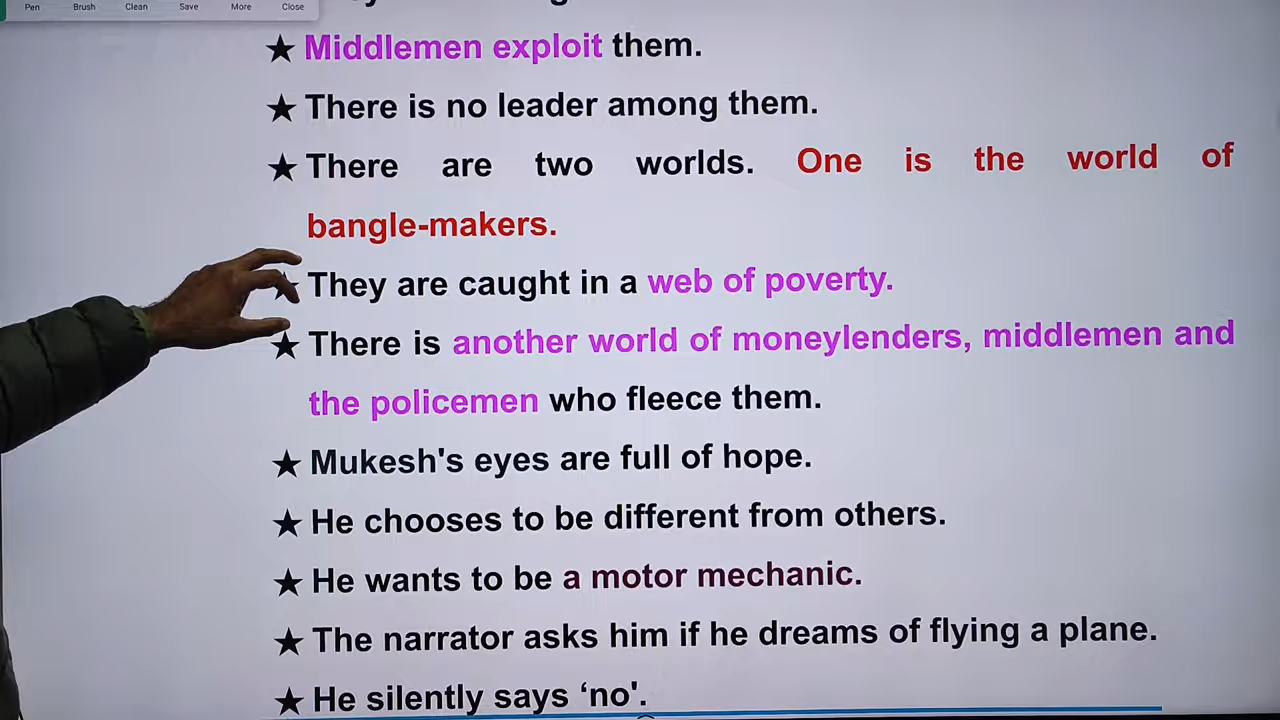 Pen Brush Clean Save More Close
★ Middlemen exploit them.
★ There is no leader among them.
★ There are two worlds. One is the world of
bangle-makers.
★ They are caught in a web of poverty.
★ There is another world of moneylenders, middlemen and
the policemen who fleece them.
★ Mukesh's eyes are full of hope.
★ He chooses to be different from others.
★ He wants to be a motor mechanic.
★ The narrator asks him if he dreams of flying a plane.
★ He silently says ‘no'.